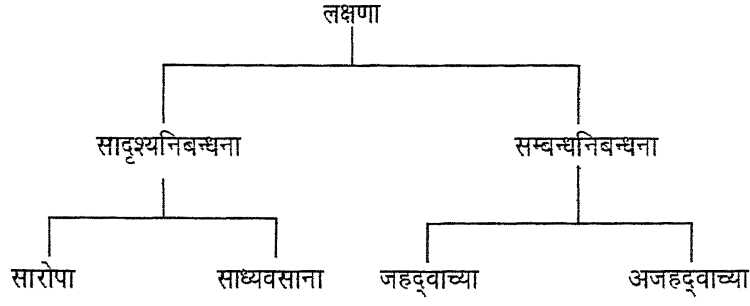 लक्षणा
सादृश्यनिबन्धना सम्बन्धनिबन्धना
सारोपा साध्यवसाना जहद्‌वाच्या अजहद्‌वाच्या